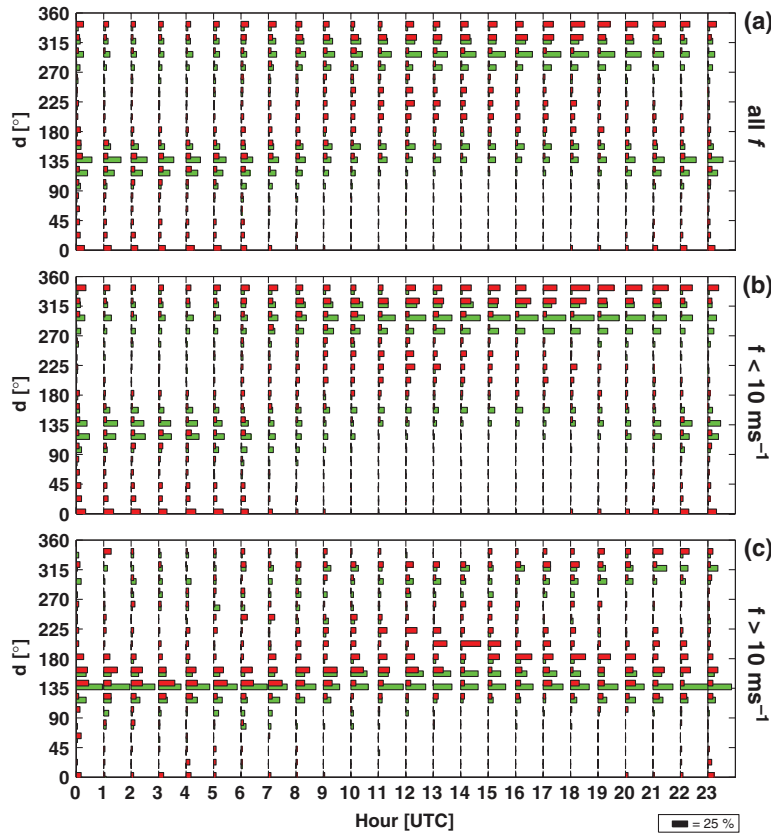 360
315
270
225
180
135
90
45
0
d [°]
(a)
all f
360
315
270
225
180
135
90
45
0
d [°]
(b)
f < 10 ms⁻¹
360
315
270
225
180
135
90
45
0
d [°]
(c)
f > 10 ms⁻¹
0 1 2 3 4 5 6 7 8 9 10 11 12 13 14 15 16 17 18 19 20 21 22 23
Hour [UTC]
= 25 %